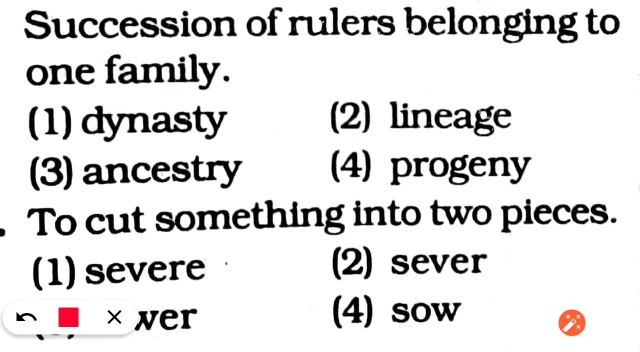 Succession of rulers belonging to
one family.
(1) dynasty (2) lineage
(3) ancestry (4) progeny
. To cut something into two pieces.
(1) severe (2) sever
(4) sow